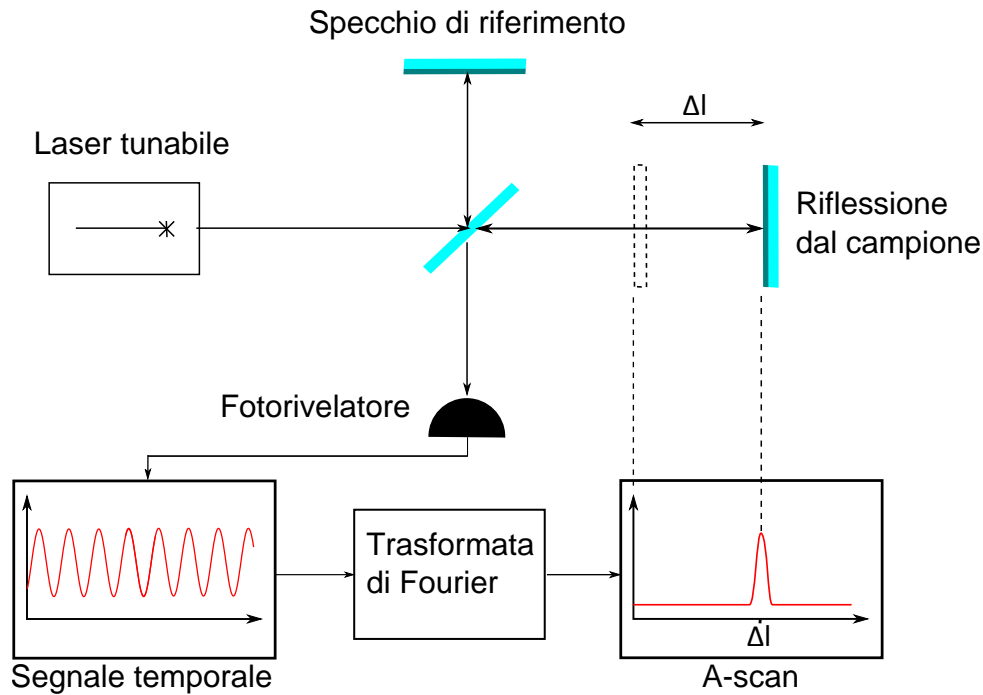 Specchio di riferimento
Δl
Laser tunabile
Riflessione
dal campione
Fotorivelatore
Trasformata
di Fourier
Δl
Segnale temporale
A-scan